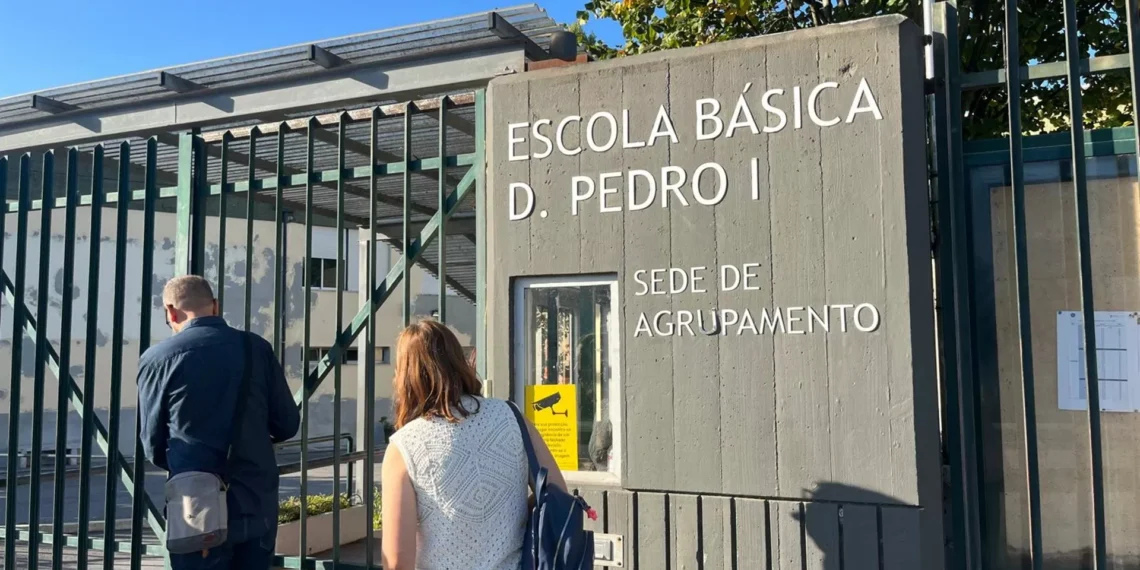 ESCOLA BÁSICA
D. PEDRO I
SEDE DE
AGRUPAMENTO